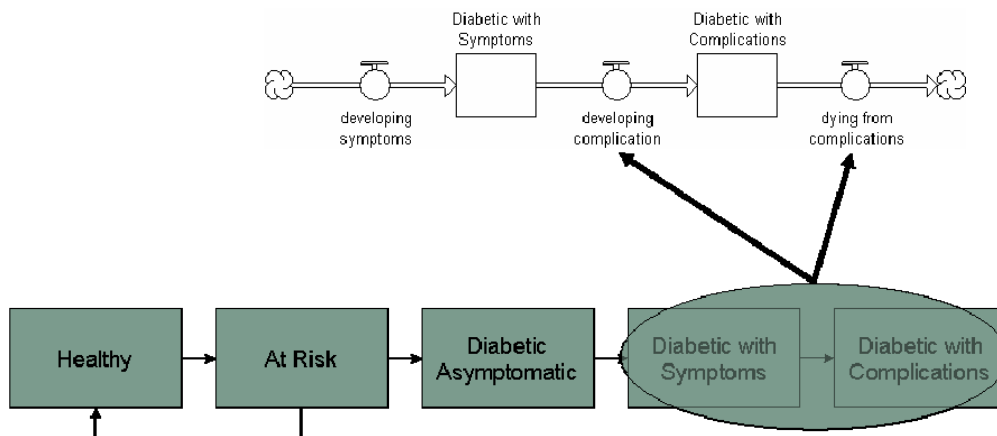 Diabetic with
Symptoms
Diabetic with
Complications
developing
symptoms
developing
complication
dying from
complications
Healthy
At Risk
Diabetic
Asymptomatic
Diabetic with
Symptoms
Diabetic with
Complications